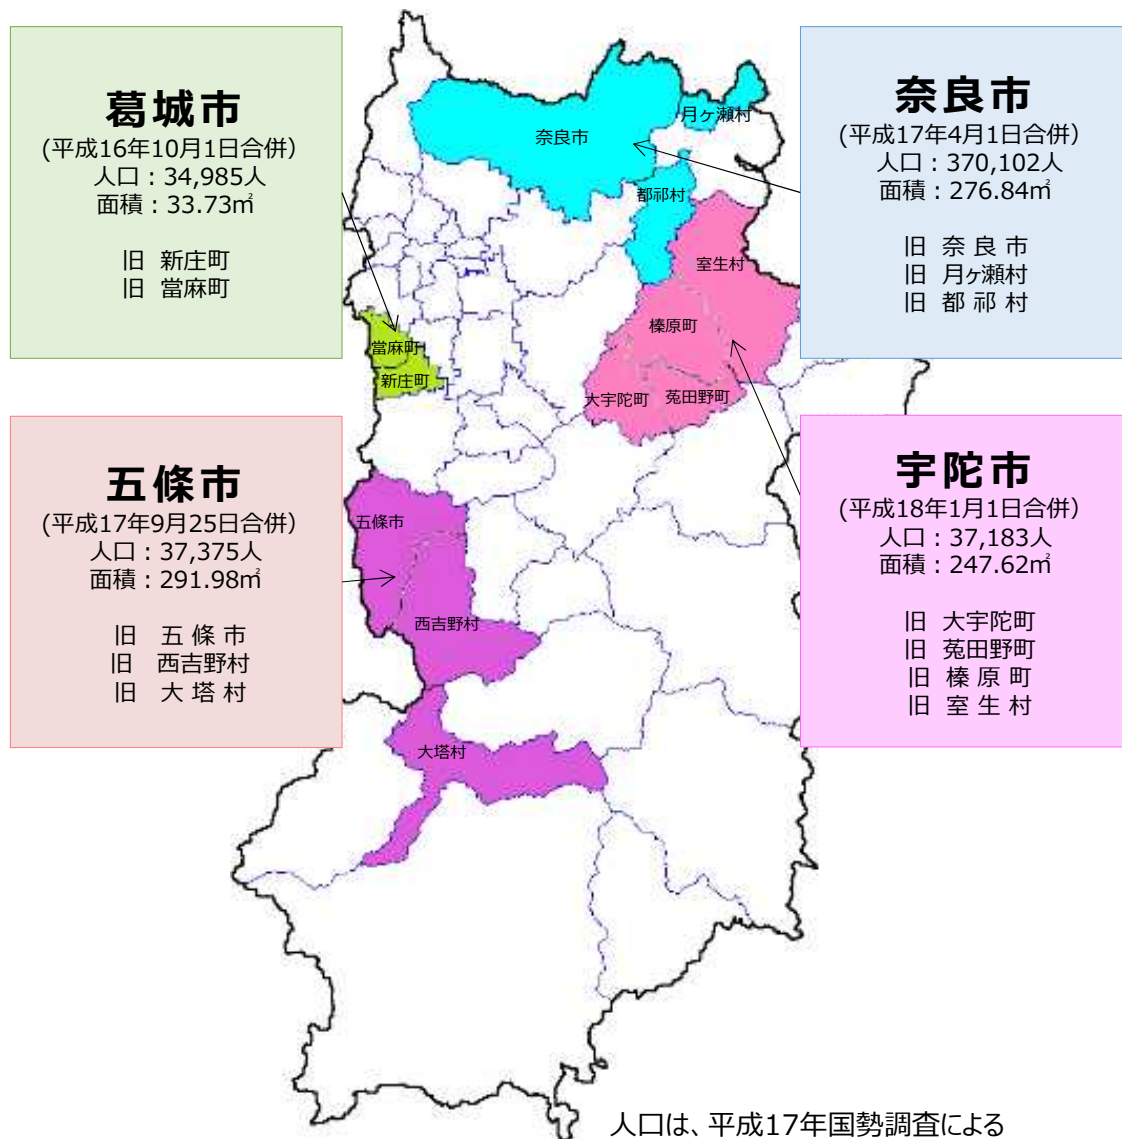 葛城市
(平成16年10月1日合併)
人口：34,985人
面積：33.73㎡
旧 新庄町
旧 當麻町
奈良市
(平成17年4月1日合併)
人口：370,102人
面積：276.84㎡
旧 奈 良 市
旧 月ヶ瀬村
旧 都 祁 村
五條市
(平成17年9月25日合併)
人口：37,375人
面積：291.98㎡
旧 五 條 市
旧 西吉野村
旧 大 塔 村
宇陀市
(平成18年1月1日合併)
人口：37,183人
面積：247.62㎡
旧 大宇陀町
旧 菟田野町
旧 榛 原 町
旧 室 生 村
月ヶ瀬村
奈良市
都祁村
室生村
榛原町
當麻町
新庄町
大宇陀町
菟田野町
五條市
西吉野村
大塔村
人口は、平成17年国勢調査による